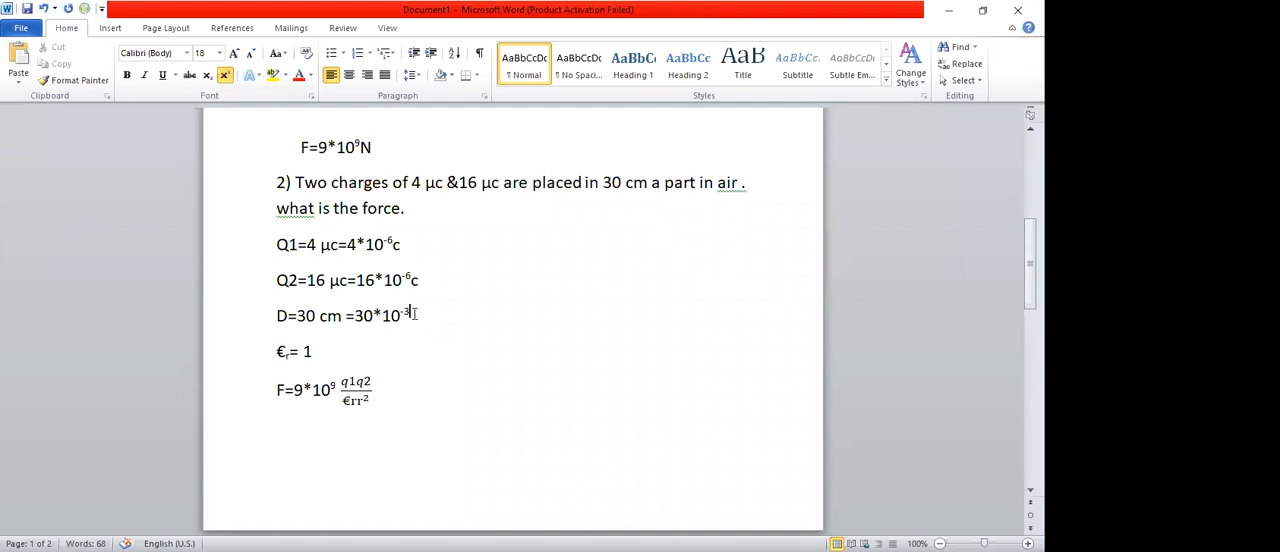 Document1 - Microsoft Word (Product Activation Failed)
File Home Insert Page Layout References Mailings Review View
Cut
Copy
Paste
Format Painter
Clipboard
Calibri (Body) 18
Font
Paragraph
AaBbCcDc AaBbCcDc AaBbC( AaBbCc AaB AaBbCc. AaBbCcDc
¶ Normal ¶ No Spaci... Heading 1 Heading 2 Title Subtitle Subtle Em...
Change Styles
Styles
Find
Replace
Select
Editing
F=9*10⁹N
2) Two charges of 4 µc &16 µc are placed in 30 cm a part in air .
what is the force.
Q1=4 µc=4*10⁻⁶c
Q2=16 µc=16*10⁻⁶c
D=30 cm =30*10⁻³
€ᵣ= 1
F=9*10⁹ q1q2
€rr²
Page: 1 of 2 Words: 68 English (U.S.) 100%